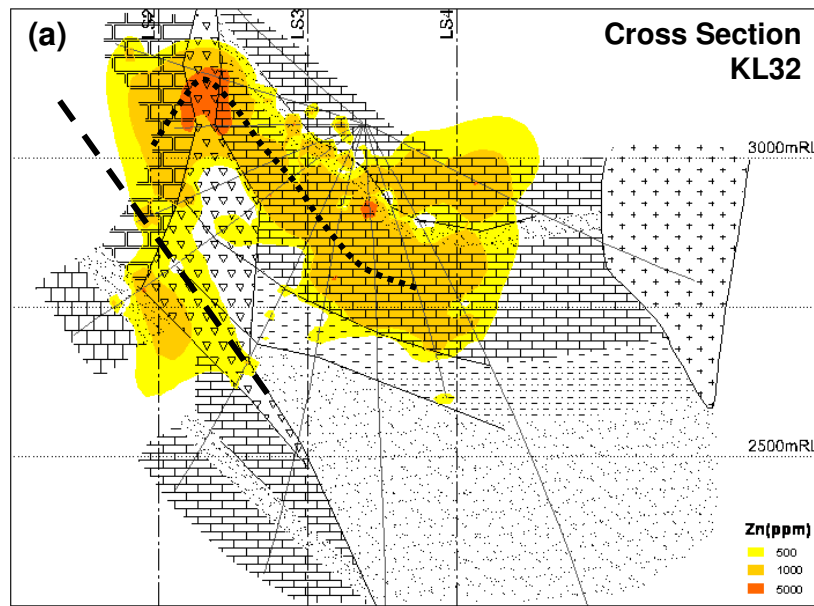 (a)
LS2
LS3
LS4
Cross Section
KL32
3000mRL
2500mRL
Zn(ppm)
500
1000
5000